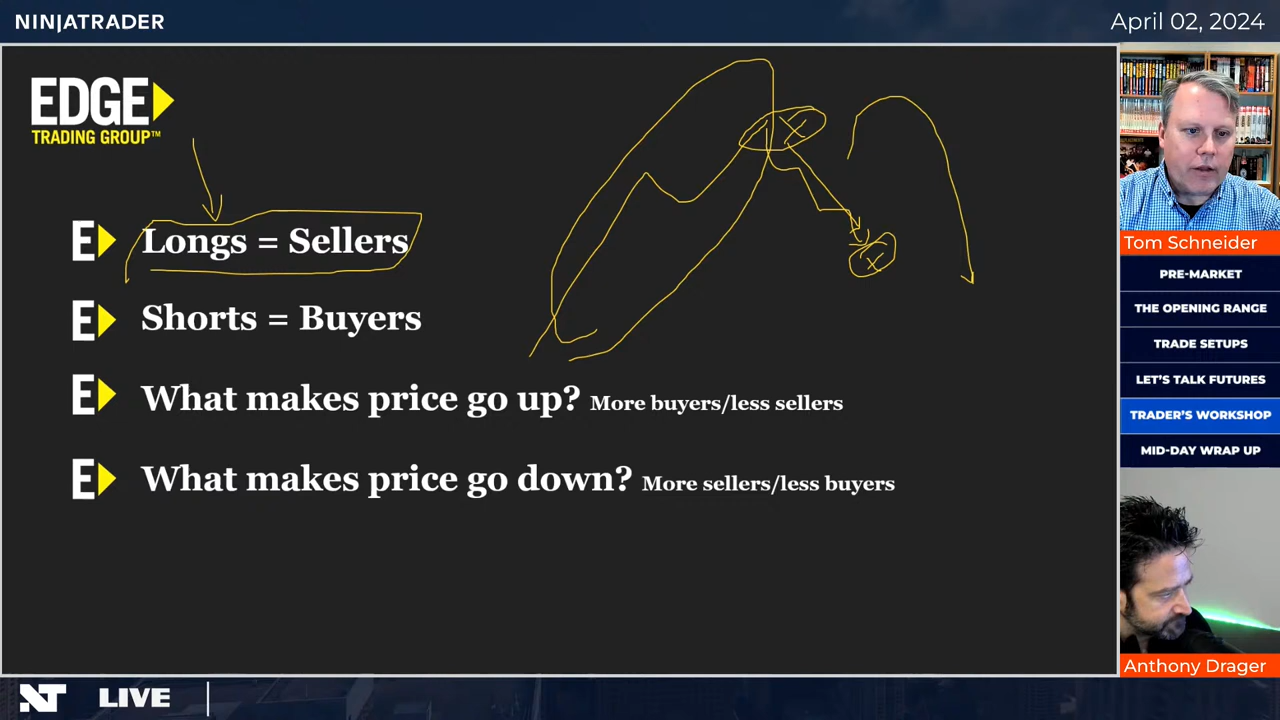 NINJATRADER
April 02, 2024
EDGE
TRADING GROUP™
E Longs = Sellers
E Shorts = Buyers
E What makes price go up? More buyers/less sellers
E What makes price go down? More sellers/less buyers
X
X
Tom Schneider
PRE-MARKET
THE OPENING RANGE
TRADE SETUPS
LET'S TALK FUTURES
TRADER'S WORKSHOP
MID-DAY WRAP UP
Anthony Drager
NT LIVE